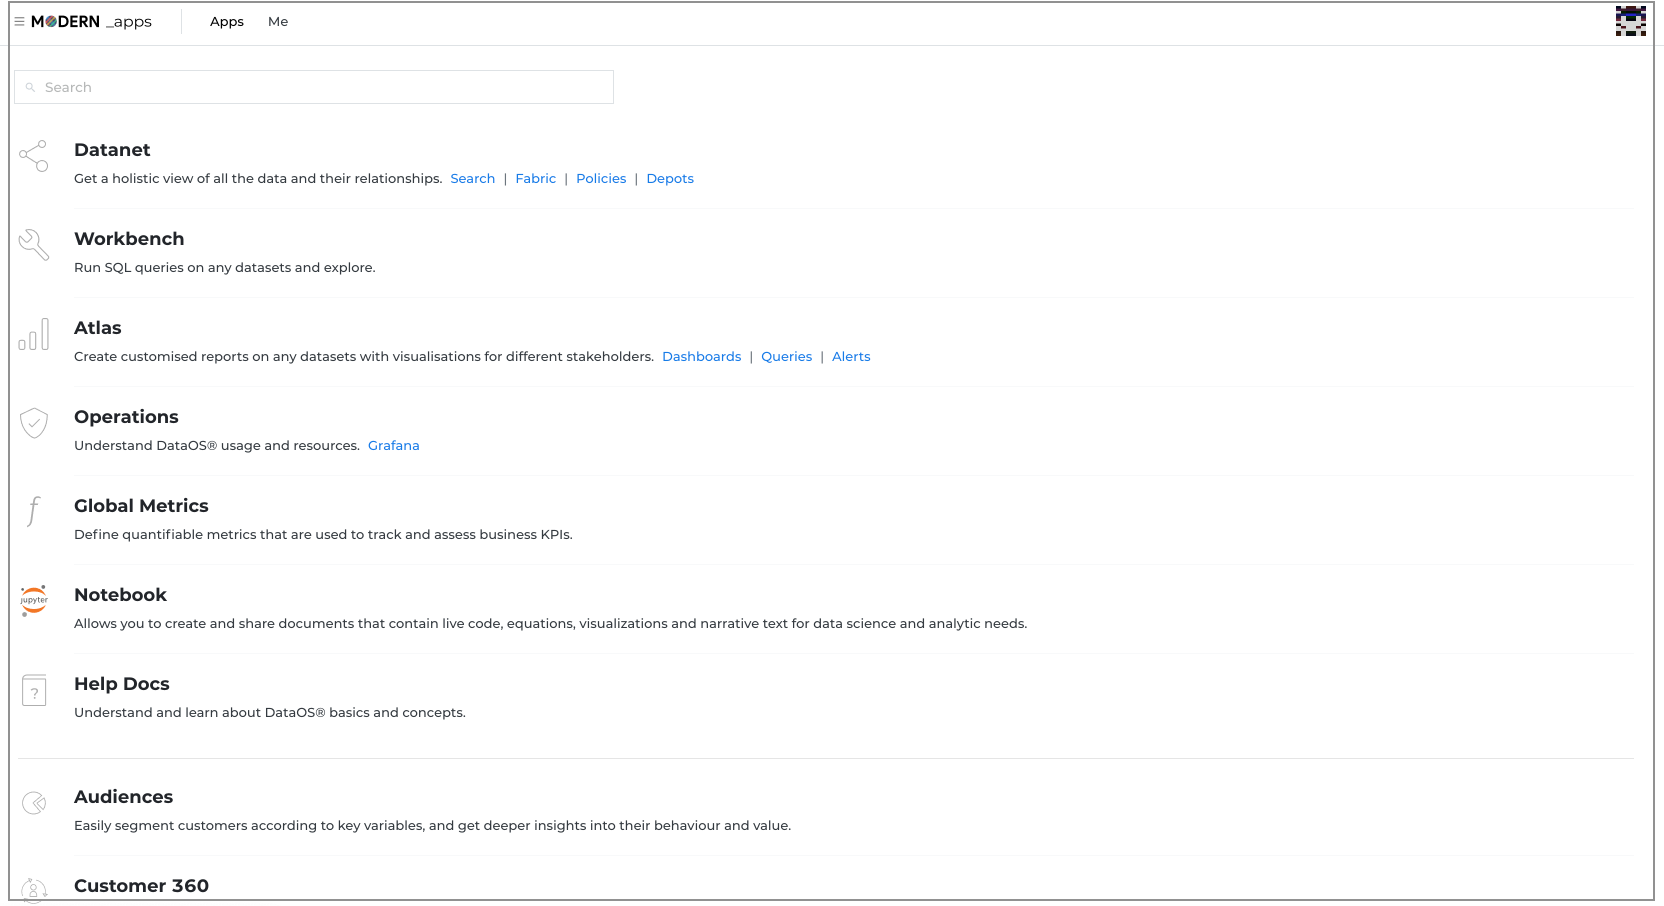 MODERN _apps Apps Me
Search
Datanet
Get a holistic view of all the data and their relationships. Search | Fabric | Policies | Depots
Workbench
Run SQL queries on any datasets and explore.
Atlas
Create customised reports on any datasets with visualisations for different stakeholders. Dashboards | Queries | Alerts
Operations
Understand DataOS® usage and resources. Grafana
Global Metrics
Define quantifiable metrics that are used to track and assess business KPIs.
jupyter
Notebook
Allows you to create and share documents that contain live code, equations, visualizations and narrative text for data science and analytic needs.
Help Docs
Understand and learn about DataOS® basics and concepts.
Audiences
Easily segment customers according to key variables, and get deeper insights into their behaviour and value.
Customer 360